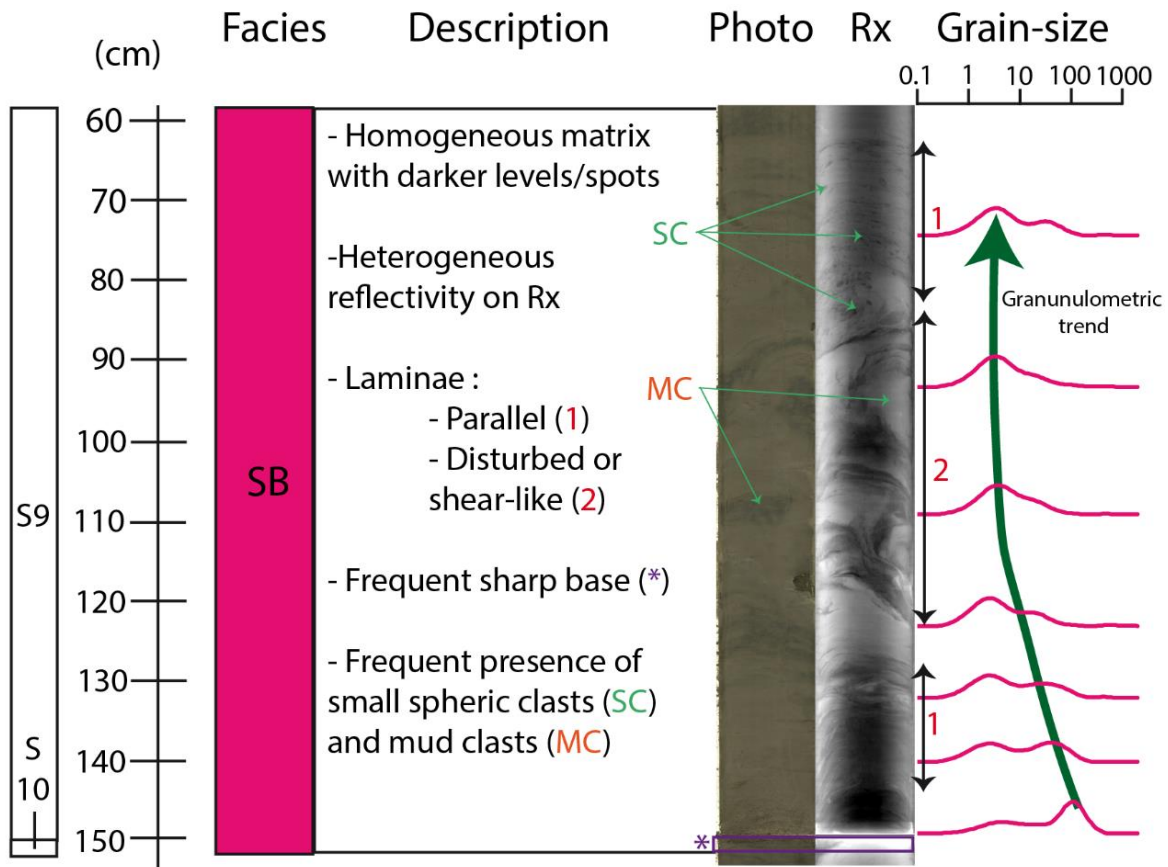 Facies Description Photo Rx Grain-size
(cm)
0.1 1 10 100 1000
60
70
80
90
100
110
120
130
140
150
S9
S
10
SB
- Homogeneous matrix
with darker levels/spots
-Heterogeneous
reflectivity on Rx
- Laminae :
- Parallel (1)
- Disturbed or
shear-like (2)
- Frequent sharp base (*)
- Frequent presence of
small spheric clasts (SC)
and mud clasts (MC)
SC
MC
*
1
2
1
Granunulometric
trend